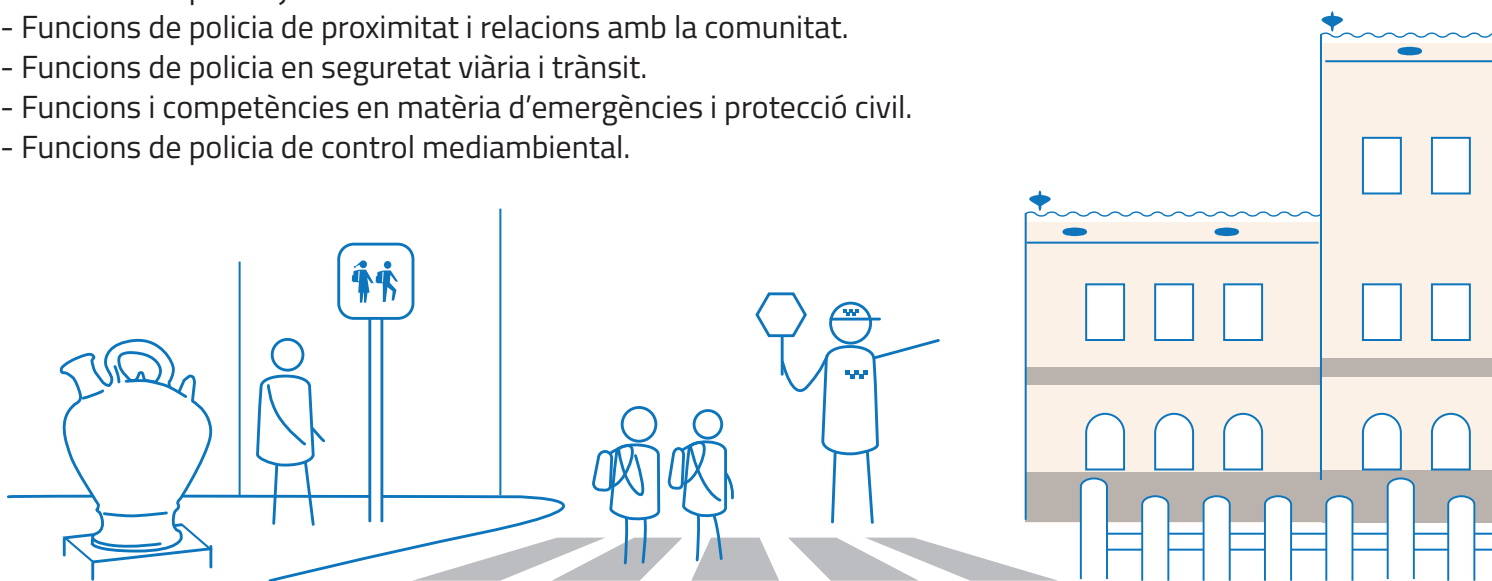 - Funcions de policia de proximitat i relacions amb la comunitat.
- Funcions de policia en seguretat viària i trànsit.
- Funcions i competències en matèria d'emergències i protecció civil.
- Funcions de policia de control mediambiental.